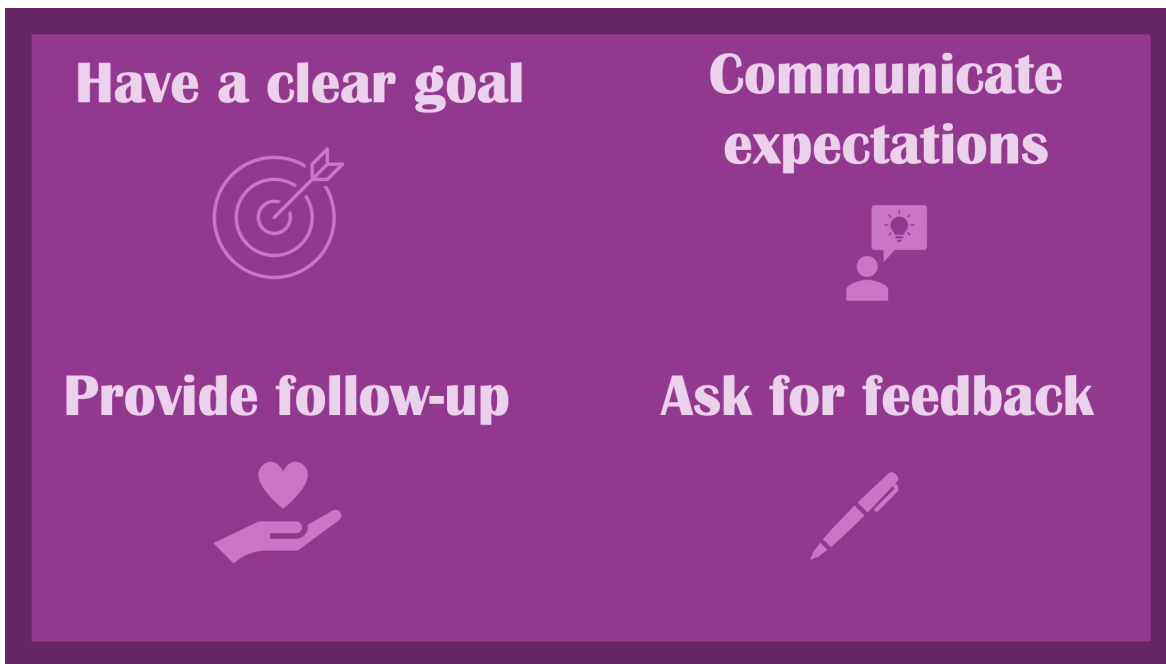 Have a clear goal
Communicate
expectations
Provide follow-up
Ask for feedback